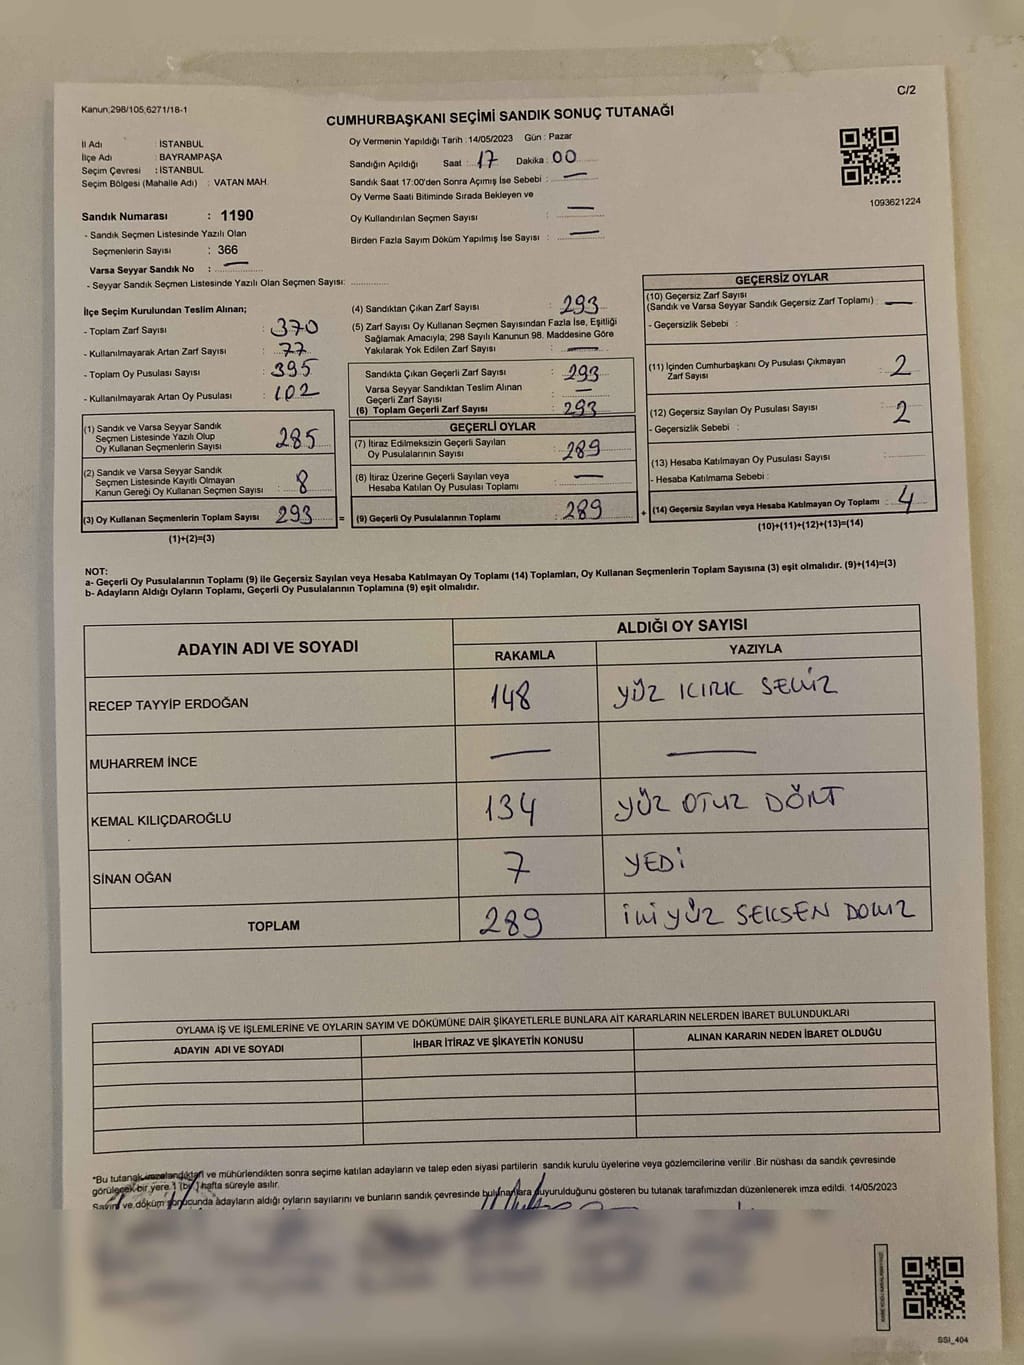 Kanun;298/105;6271/18-1
C/2
CUMHURBAŞKANI SEÇİMİ SANDIK SONUÇ TUTANAĞI
İl Adı : İSTANBUL
İlçe Adı : BAYRAMPAŞA
Seçim Çevresi : İSTANBUL
Seçim Bölgesi (Mahalle Adı) : VATAN MAH.
Oy Vermenin Yapıldığı Tarih : 14/05/2023 Gün : Pazar
Sandığın Açıldığı Saat : 17 Dakika : 00
Sandık Saat 17:00'den Sonra Açımış İse Sebebi : —
Oy Verme Saati Bitiminde Sırada Bekleyen ve
Oy Kullandırılan Seçmen Sayısı : —
Birden Fazla Sayım Döküm Yapılmış İse Sayısı : —
1093621224
Sandık Numarası : 1190
- Sandık Seçmen Listesinde Yazılı Olan
Seçmenlerin Sayısı : 366
Varsa Seyyar Sandık No : —
- Seyyar Sandık Seçmen Listesinde Yazılı Olan Seçmen Sayısı:
İlçe Seçim Kurulundan Teslim Alınan;
- Toplam Zarf Sayısı : 370
- Kullanılmayarak Artan Zarf Sayısı : 77
- Toplam Oy Pusulası Sayısı : 395
- Kullanılmayarak Artan Oy Pusulası : 102
(1) Sandık ve Varsa Seyyar Sandık
Seçmen Listesinde Yazılı Olup
Oy Kullanan Seçmenlerin Sayısı 285
(2) Sandık ve Varsa Seyyar Sandık
Seçmen Listesinde Kayıtlı Olmayan
Kanun Gereği Oy Kullanan Seçmen Sayısı 8
(3) Oy Kullanan Seçmenlerin Toplam Sayısı 293 =
(1)+(2)=(3)
(4) Sandıktan Çıkan Zarf Sayısı : 293
(5) Zarf Sayısı Oy Kullanan Seçmen Sayısından Fazla İse, Eşitliği
Sağlamak Amacıyla, 298 Sayılı Kanunun 98. Maddesine Göre
Yakılarak Yok Edilen Zarf Sayısı : —
Sandıkta Çıkan Geçerli Zarf Sayısı : 293
Varsa Seyyar Sandıktan Teslim Alınan
Geçerli Zarf Sayısı : —
(6) Toplam Geçerli Zarf Sayısı : 293
GEÇERLİ OYLAR
(7) İtiraz Edilmeksizin Geçerli Sayılan
Oy Pusulalarının Sayısı : 289
(8) İtiraz Üzerine Geçerli Sayılan veya
Hesaba Katılan Oy Pusulası Toplamı : —
(9) Geçerli Oy Pusulalarının Toplamı : 289 +
GEÇERSİZ OYLAR
(10) Geçersiz Zarf Sayısı
(Sandık ve Varsa Seyyar Sandık Geçersiz Zarf Toplamı) : —
- Geçersizlik Sebebi :
(11) İçinden Cumhurbaşkanı Oy Pusulası Çıkmayan
Zarf Sayısı : 2
(12) Geçersiz Sayılan Oy Pusulası Sayısı : 2
- Geçersizlik Sebebi :
(13) Hesaba Katılmayan Oy Pusulası Sayısı :
- Hesaba Katılmama Sebebi :
(14) Geçersiz Sayılan veya Hesaba Katılmayan Oy Toplamı : 4
(10)+(11)+(12)+(13)=(14)
NOT:
a- Geçerli Oy Pusulalarının Toplamı (9) ile Geçersiz Sayılan veya Hesaba Katılmayan Oy Toplamı (14) Toplamları, Oy Kullanan Seçmenlerin Toplam Sayısına (3) eşit olmalıdır. (9)+(14)=(3)
b- Adayların Aldığı Oyların Toplamı, Geçerli Oy Pusulalarının Toplamına (9) eşit olmalıdır.
ADAYIN ADI VE SOYADI
ALDIĞI OY SAYISI
RAKAMLA YAZIYLA
RECEP TAYYİP ERDOĞAN 148 YÜZ KIRK SEKİZ
MUHARREM İNCE — —
KEMAL KILIÇDAROĞLU 134 YÜZ OTUZ DÖRT
SİNAN OĞAN 7 YEDİ
TOPLAM 289 İKİYÜZ SEKSEN DOKUZ
OYLAMA İŞ VE İŞLEMLERİNE VE OYLARIN SAYIM VE DÖKÜMÜNE DAİR ŞİKAYETLERLE BUNLARA AİT KARARLARIN NELERDEN İBARET BULUNDUKLARI
ADAYIN ADI VE SOYADI İHBAR İTİRAZ VE ŞİKAYETİN KONUSU ALINAN KARARIN NEDEN İBARET OLDUĞU
*Bu tutanak imzalandıktan ve mühürlendikten sonra seçime katılan adayların ve talep eden siyasi partilerin sandık kurulu üyelerine veya gözlemcilerine verilir .Bir nüshası da sandık çevresinde
görülecek bir yere 1 (bir) hafta süreyle asılır.
Sayım ve döküm sonucunda adayların aldığı oyların sayılarını ve bunların sandık çevresinde bulunanlara duyurulduğunu gösteren bu tutanak tarafımızdan düzenlenerek imza edildi. 14/05/2023
SSI_404